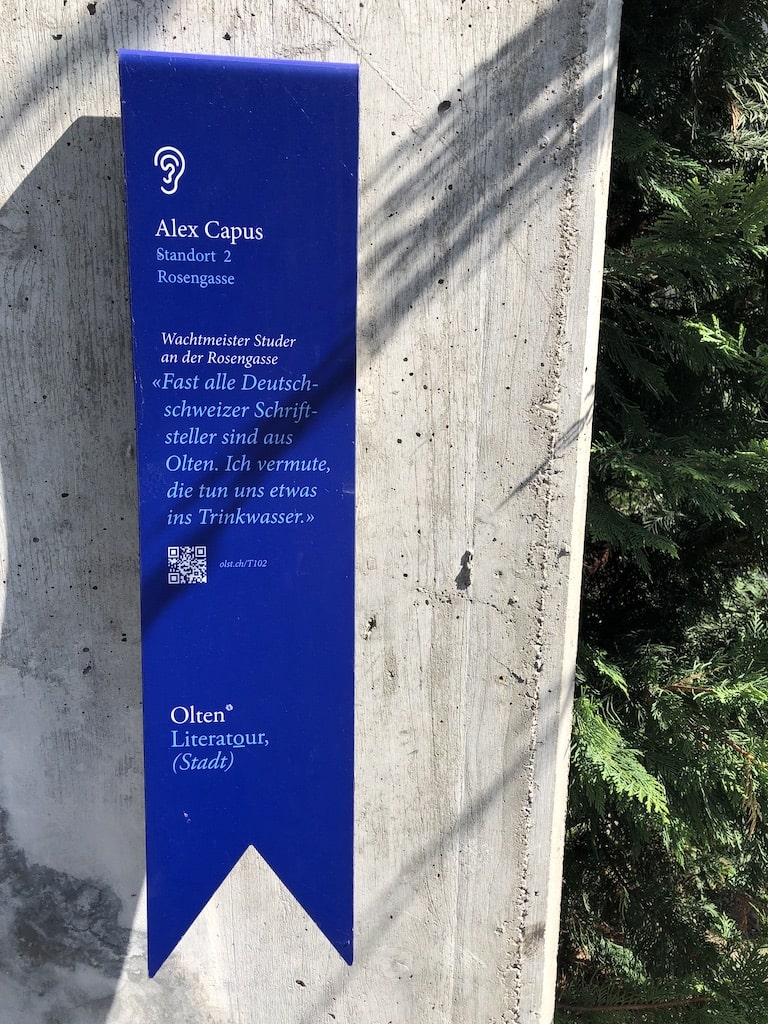 Alex Capus
Standort 2
Rosengasse
Wachtmeister Studer
an der Rosengasse
«Fast alle Deutsch-
schweizer Schrift-
steller sind aus
Olten. Ich vermute,
die tun uns etwas
ins Trinkwasser.»
olst.ch/T102
Olten
Literatour,
(Stadt)